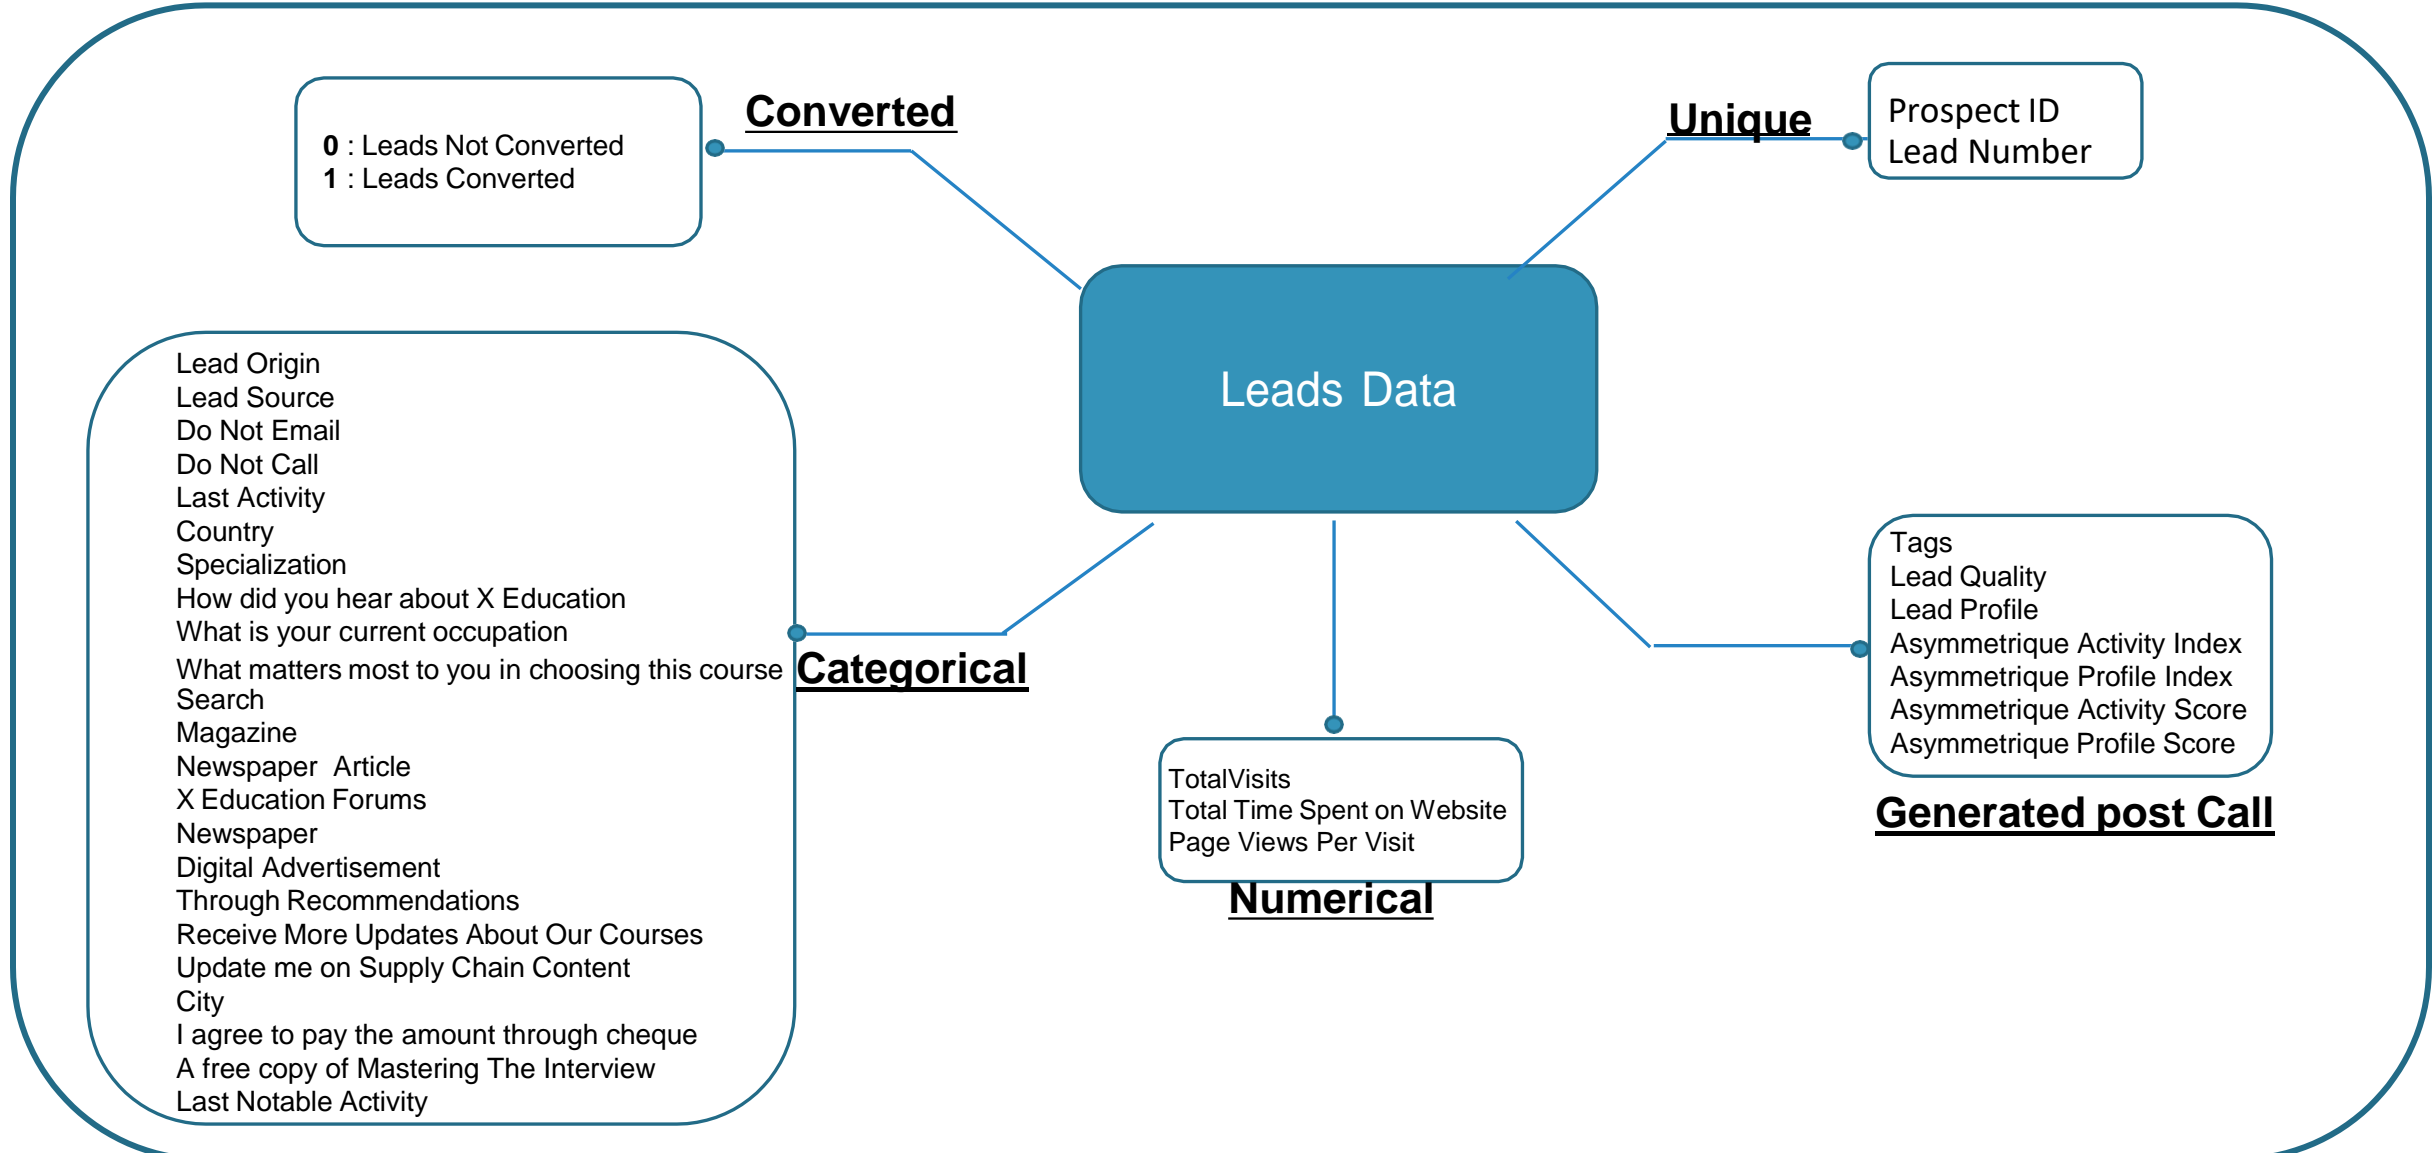 Converted
0 : Leads Not Converted
1 : Leads Converted
Unique
Prospect ID
Lead Number
Leads Data
Lead Origin
Lead Source
Do Not Email
Do Not Call
Last Activity
Country
Specialization
How did you hear about X Education
What is your current occupation
What matters most to you in choosing this course
Search
Magazine
Newspaper Article
X Education Forums
Newspaper
Digital Advertisement
Through Recommendations
Receive More Updates About Our Courses
Update me on Supply Chain Content
City
I agree to pay the amount through cheque
A free copy of Mastering The Interview
Last Notable Activity
Categorical
TotalVisits
Total Time Spent on Website
Page Views Per Visit
Numerical
Tags
Lead Quality
Lead Profile
Asymmetrique Activity Index
Asymmetrique Profile Index
Asymmetrique Activity Score
Asymmetrique Profile Score
Generated post Call